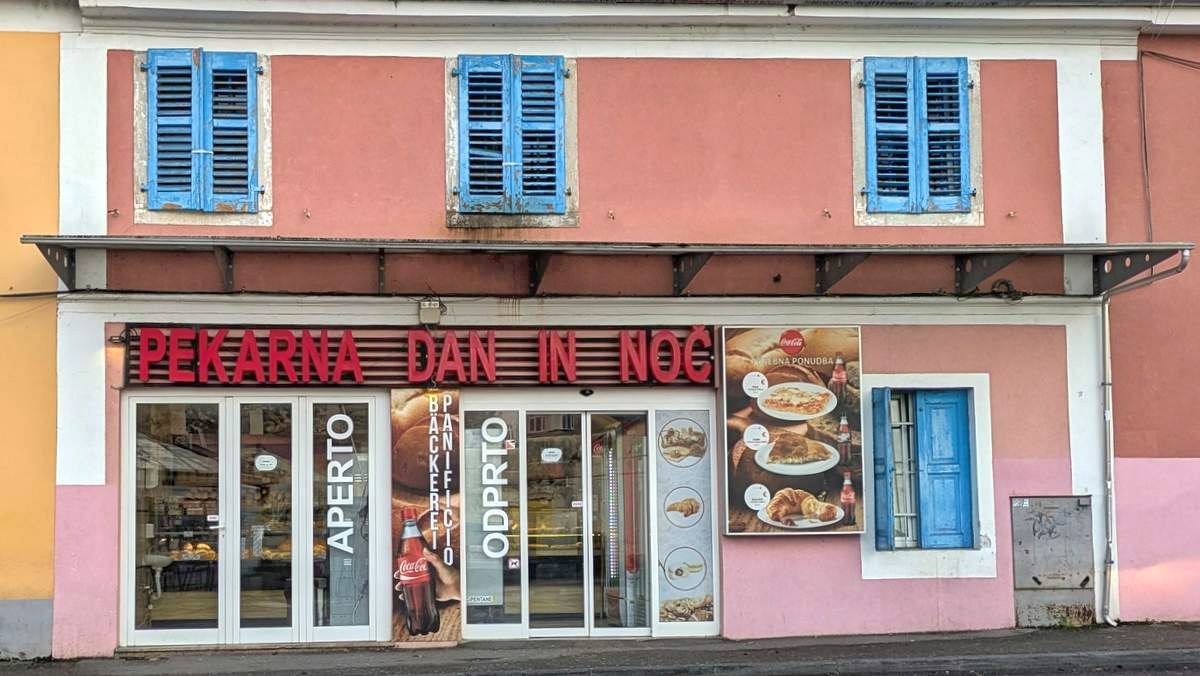 PEKARNA DAN IN NOČ
APERTO
BÄCKEREI
PANIFICIO
Coca-Cola
ODPRTO
Coca-Cola
PONUDBA